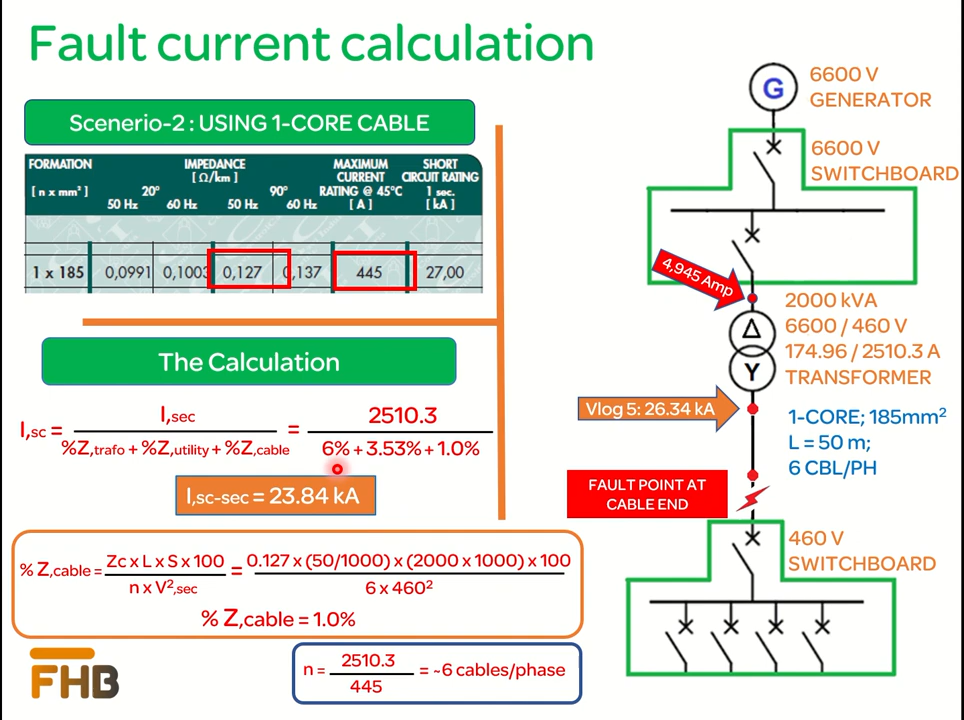 Fault current calculation
Scenerio-2 : USING 1-CORE CABLE
FORMATION IMPEDANCE MAXIMUM SHORT
[Ω/km] CURRENT CIRCUIT RATING
[ n x mm² ] 20° 90° RATING @ 45°C 1 sec.
50 Hz 60 Hz 50 Hz 60 Hz [ A ] [ kA ]
1 x 185 0,0991 0,1003 0,127 0,137 445 27,00
The Calculation
I,sc = I,sec / %Z,trafo + %Z,utility + %Z,cable = 2510.3 / 6% + 3.53% + 1.0%
I,sc-sec = 23.84 kA
% Z,cable = Zc x L x S x 100 / n x V²,sec = 0.127 x (50/1000) x (2000 x 1000) x 100 / 6 x 460²
% Z,cable = 1.0%
n = 2510.3 / 445 = ~6 cables/phase
FHB
G
6600 V
GENERATOR
6600 V
SWITCHBOARD
4,945 Amp
2000 kVA
6600 / 460 V
174.96 / 2510.3 A
TRANSFORMER
Δ
Y
Vlog 5: 26.34 kA
1-CORE; 185mm²
L = 50 m;
6 CBL/PH
FAULT POINT AT
CABLE END
460 V
SWITCHBOARD